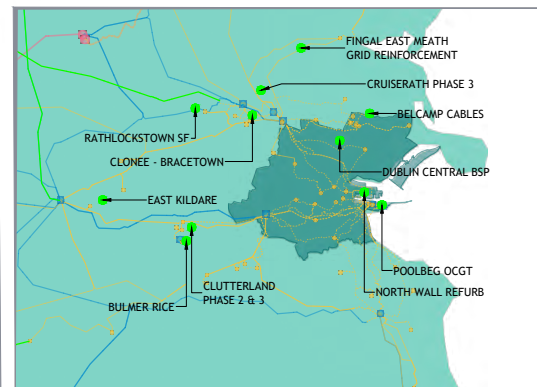 FINGAL EAST MEATH
GRID REINFORCEMENT
CRUISERATH PHASE 3
BELCAMP CABLES
RATHLOCKSTOWN SF
CLONEE - BRACETOWN
DUBLIN CENTRAL BSP
EAST KILDARE
POOLBEG OCGT
CLUTTERLAND
PHASE 2 & 3
NORTH WALL REFURB
BULMER RICE